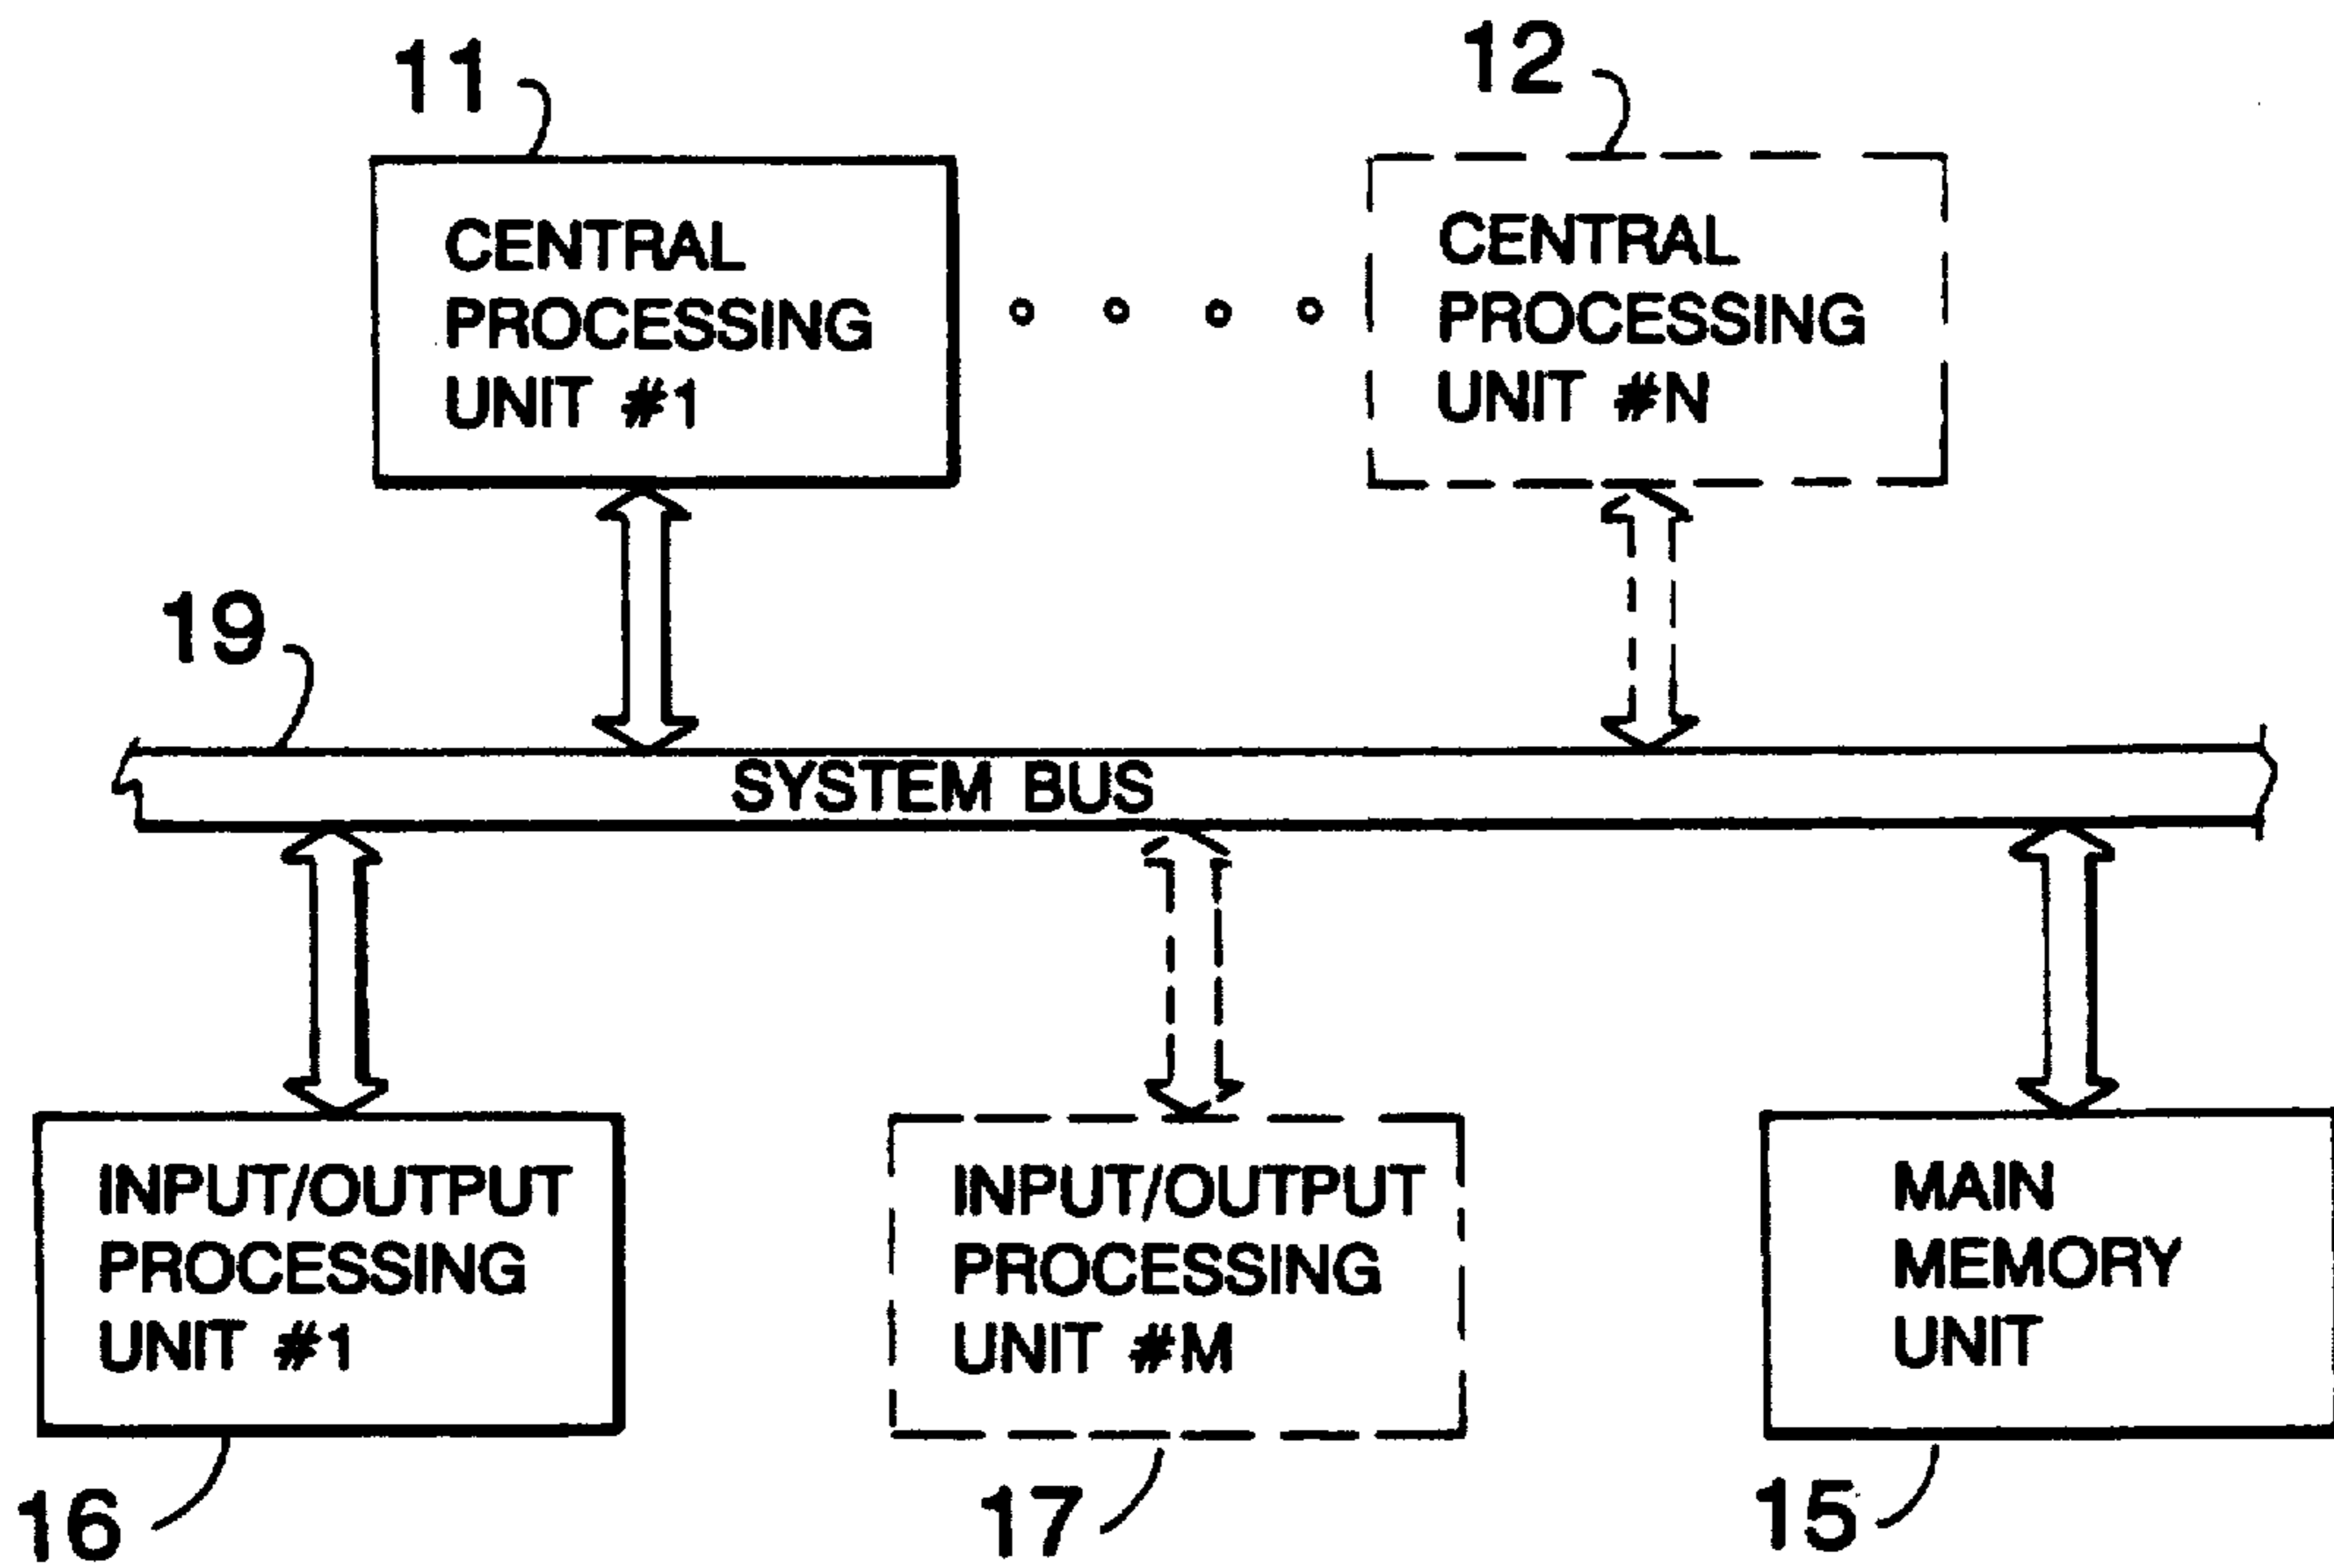 11
12
CENTRAL
PROCESSING
UNIT #1
CENTRAL
PROCESSING
UNIT #N
19
SYSTEM BUS
INPUT/OUTPUT
PROCESSING
UNIT #1
INPUT/OUTPUT
PROCESSING
UNIT #M
MAIN
MEMORY
UNIT
16
17
15